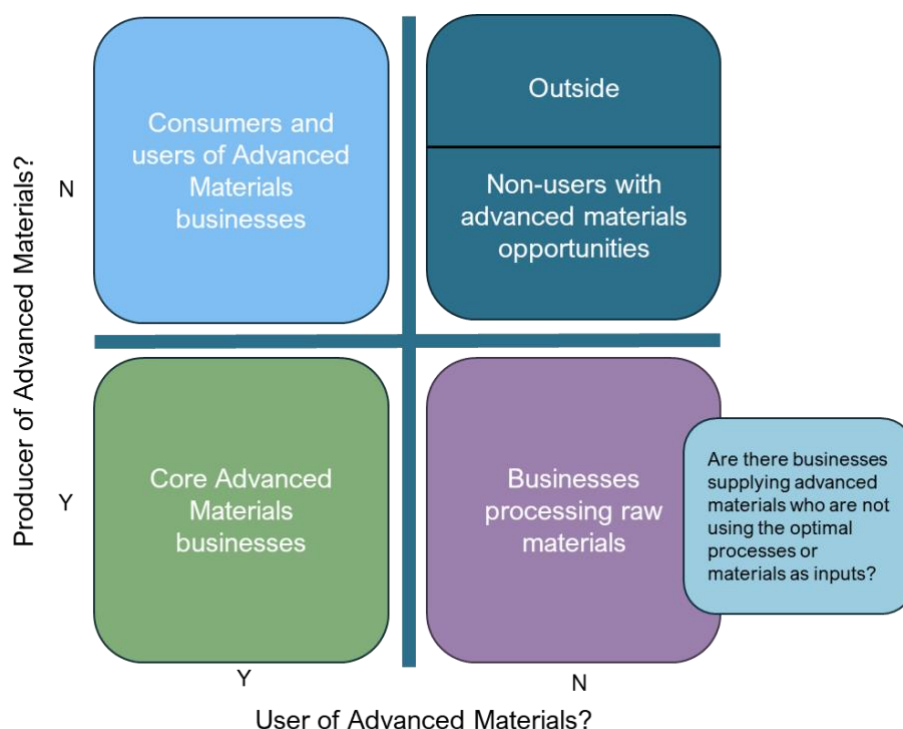 Producer of Advanced Materials?
N
Consumers and
users of Advanced
Materials
businesses
Outside
Non-users with
advanced materials
opportunities
Y
Core Advanced
Materials
businesses
Businesses
processing raw
materials
Are there businesses
supplying advanced
materials who are not
using the optimal
processes or
materials as inputs?
Y
N
User of Advanced Materials?